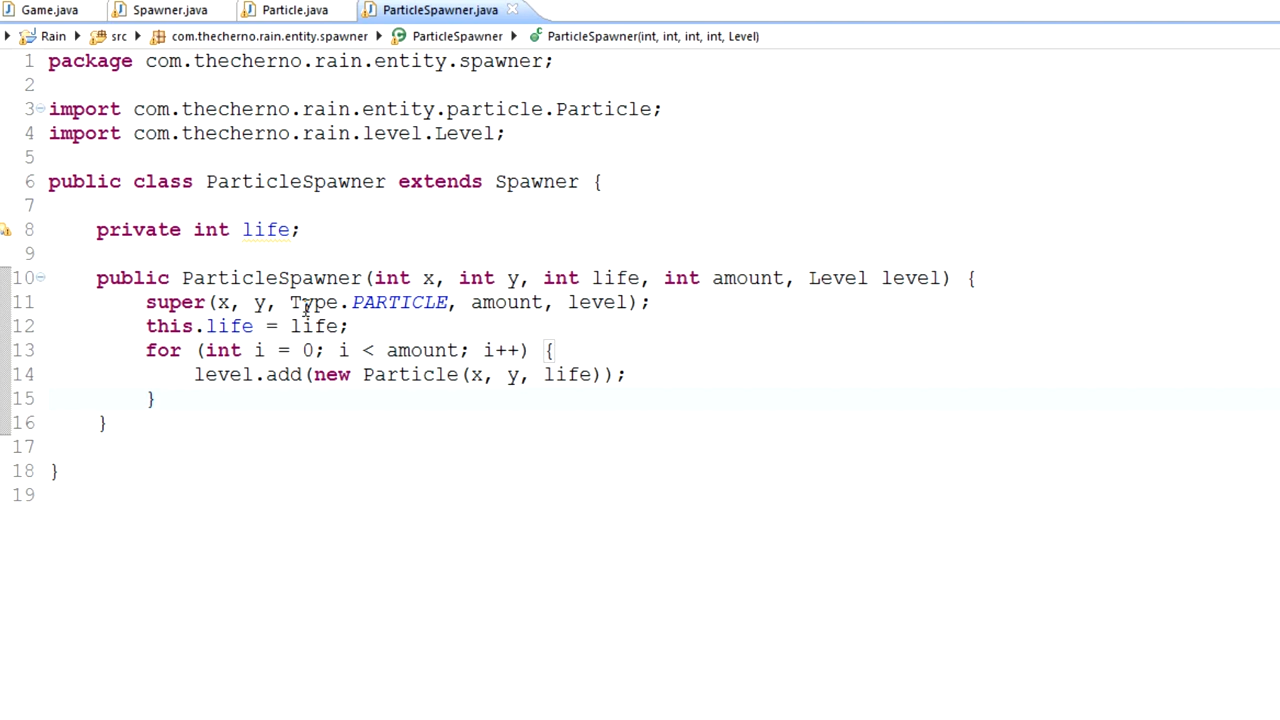 Game.java Spawner.java Particle.java ParticleSpawner.java
Rain src com.thecherno.rain.entity.spawner ParticleSpawner ParticleSpawner(int, int, int, int, Level)
1 package com.thecherno.rain.entity.spawner;
2
3 import com.thecherno.rain.entity.particle.Particle;
4 import com.thecherno.rain.level.Level;
5
6 public class ParticleSpawner extends Spawner {
7
8 private int life;
9
10 public ParticleSpawner(int x, int y, int life, int amount, Level level) {
11 super(x, y, Type.PARTICLE, amount, level);
12 this.life = life;
13 for (int i = 0; i < amount; i++) {
14 level.add(new Particle(x, y, life));
15 }
16 }
17
18 }
19